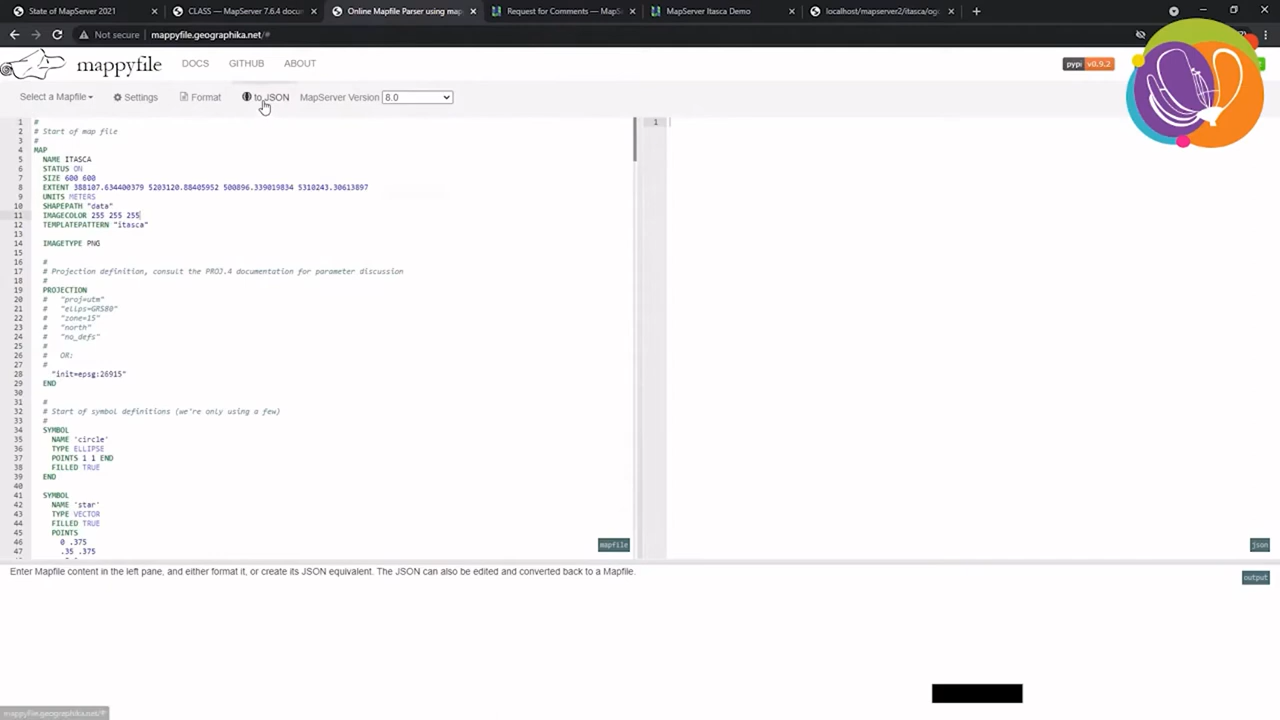 State of MapServer 2021
CLASS — MapServer 7.6.4 docu
Online Mapfile Parser using map
Request for Comments — MapS
MapServer Itasca Demo
localhost/mapserver2/itasca/og
Not secure | mappyfile.geographika.net/#
mappyfile
DOCS
GITHUB
ABOUT
pypi v0.9.2
Select a Mapfile
Settings
Format
to JSON
MapServer Version
8.0
1 #
2 # Start of map file
3 #
4 MAP
5 NAME ITASCA
6 STATUS ON
7 SIZE 600 600
8 EXTENT 388107.634400379 5203120.88405952 500896.339019834 5310243.30613897
9 UNITS METERS
10 SHAPEPATH "data"
11 IMAGECOLOR 255 255 255
12 TEMPLATEPATTERN "itasca"
13
14 IMAGETYPE PNG
15
16 #
17 # Projection definition, consult the PROJ.4 documentation for parameter discussion
18 #
19 PROJECTION
20 # "proj=utm"
21 # "ellps=GRS80"
22 # "zone=15"
23 # "north"
24 # "no_defs"
25 #
26 # OR:
27 #
28 "init=epsg:26915"
29 END
30
31 #
32 # Start of symbol definitions (we're only using a few)
33 #
34 SYMBOL
35 NAME 'circle'
36 TYPE ELLIPSE
37 POINTS 1 1 END
38 FILLED TRUE
39 END
40
41 SYMBOL
42 NAME 'star'
43 TYPE VECTOR
44 FILLED TRUE
45 POINTS
46 0 .375
47 .35 .375
mapfile
1
json
Enter Mapfile content in the left pane, and either format it, or create its JSON equivalent. The JSON can also be edited and converted back to a Mapfile.
output
mappyfile.geographika.net/#